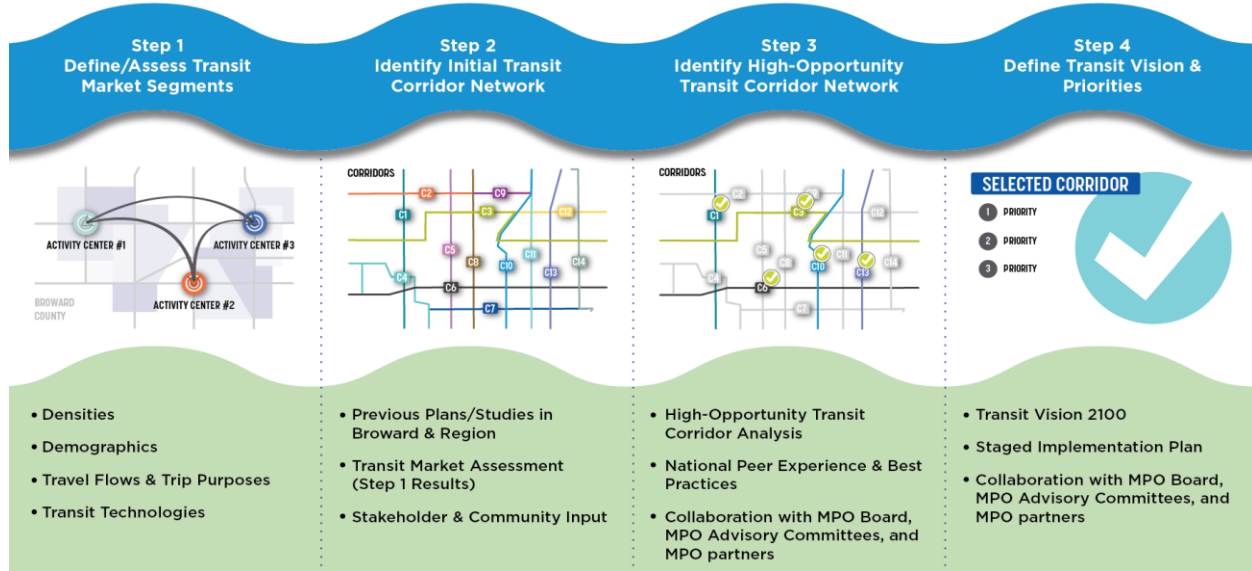 Step 1
Define/Assess Transit
Market Segments
Step 2
Identify Initial Transit
Corridor Network
Step 3
Identify High-Opportunity
Transit Corridor Network
Step 4
Define Transit Vision &
Priorities
ACTIVITY CENTER #1
ACTIVITY CENTER #3
ACTIVITY CENTER #2
BROWARD
COUNTY
CORRIDORS
C2
C9
C1
C3
C12
C5
C8
C11
C14
C4
C10
C13
C6
C7
CORRIDORS
C2
C9
C1
C3
C12
C5
C8
C11
C14
C4
C10
C13
C6
C7
SELECTED CORRIDOR
1 PRIORITY
2 PRIORITY
3 PRIORITY
• Densities
• Demographics
• Travel Flows & Trip Purposes
• Transit Technologies
• Previous Plans/Studies in
Broward & Region
• Transit Market Assessment
(Step 1 Results)
• Stakeholder & Community Input
• High-Opportunity Transit
Corridor Analysis
• National Peer Experience & Best
Practices
• Collaboration with MPO Board,
MPO Advisory Committees, and
MPO partners
• Transit Vision 2100
• Staged Implementation Plan
• Collaboration with MPO Board,
MPO Advisory Committees, and
MPO partners